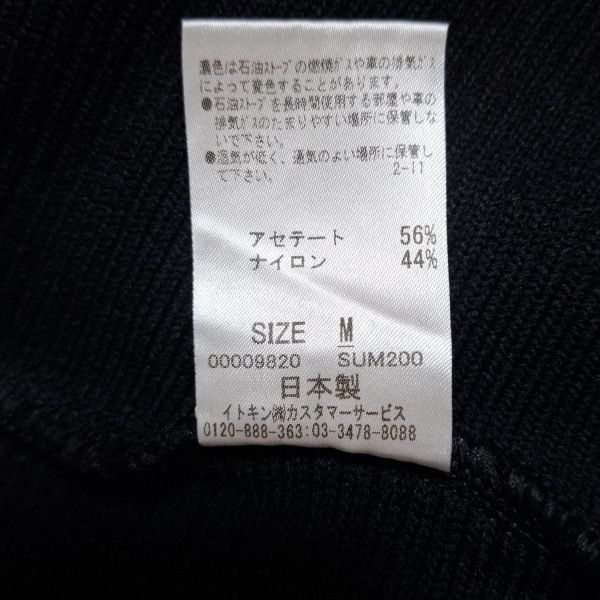 濃色は石油ストーブの燃焼ガスや車の排気ガス
によって変色することがあります。
●石油ストーブを長時間使用する部屋や車の
排気ガスのたまりやすい場所に保管しな
いで下さい。
●湿気が低く、通気のよい場所に保管し
て下さい。
2-11
アセテート 56%
ナイロン 44%
SIZE M
00009820 SUM200
日本製
イトキン㈱カスタマーサービス
0120-888-363:03-3478-8088